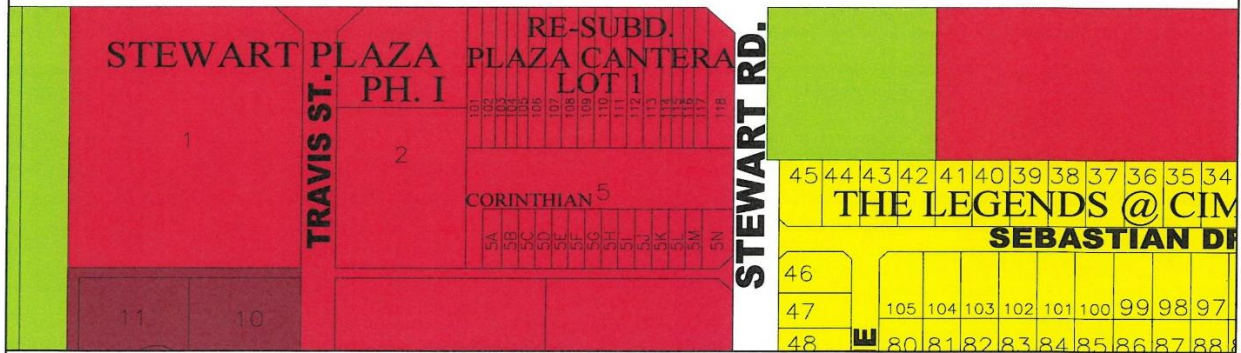 STEWART PLAZA
PH. I
RE-SUBD.
PLAZA CANTERA
LOT 1
101 102 103 104 105 106 107 108 109 110 111 112 113 114 115 116 117 118
1
TRAVIS ST.
2
CORINTHIAN 5
5A 5B 5C 5D 5E 5F 5G 5H 5I 5J 5K 5L 5M 5N
STEWART RD.
11 10
45 44 43 42 41 40 39 38 37 36 35 34
THE LEGENDS @ CIM
SEBASTIAN DR
46
47
48
105 104 103 102 101 100 99 98 97
E
80 81 82 83 84 85 86 87 88